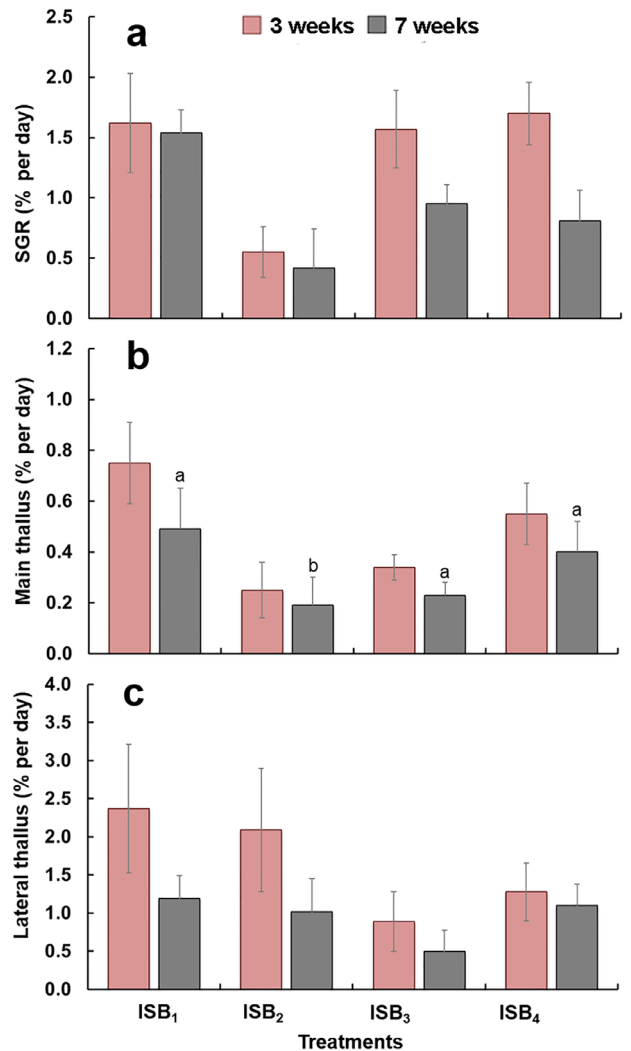 a
3 weeks 7 weeks
2.5
2.0
1.5
1.0
0.5
0.0
SGR (% per day)
b
1.2
1.0
0.8
0.6
0.4
0.2
0.0
Main thallus (% per day)
a
b
a
a
c
4.0
3.5
3.0
2.5
2.0
1.5
1.0
0.5
0.0
Lateral thallus (% per day)
ISB₁ ISB₂ ISB₃ ISB₄
Treatments